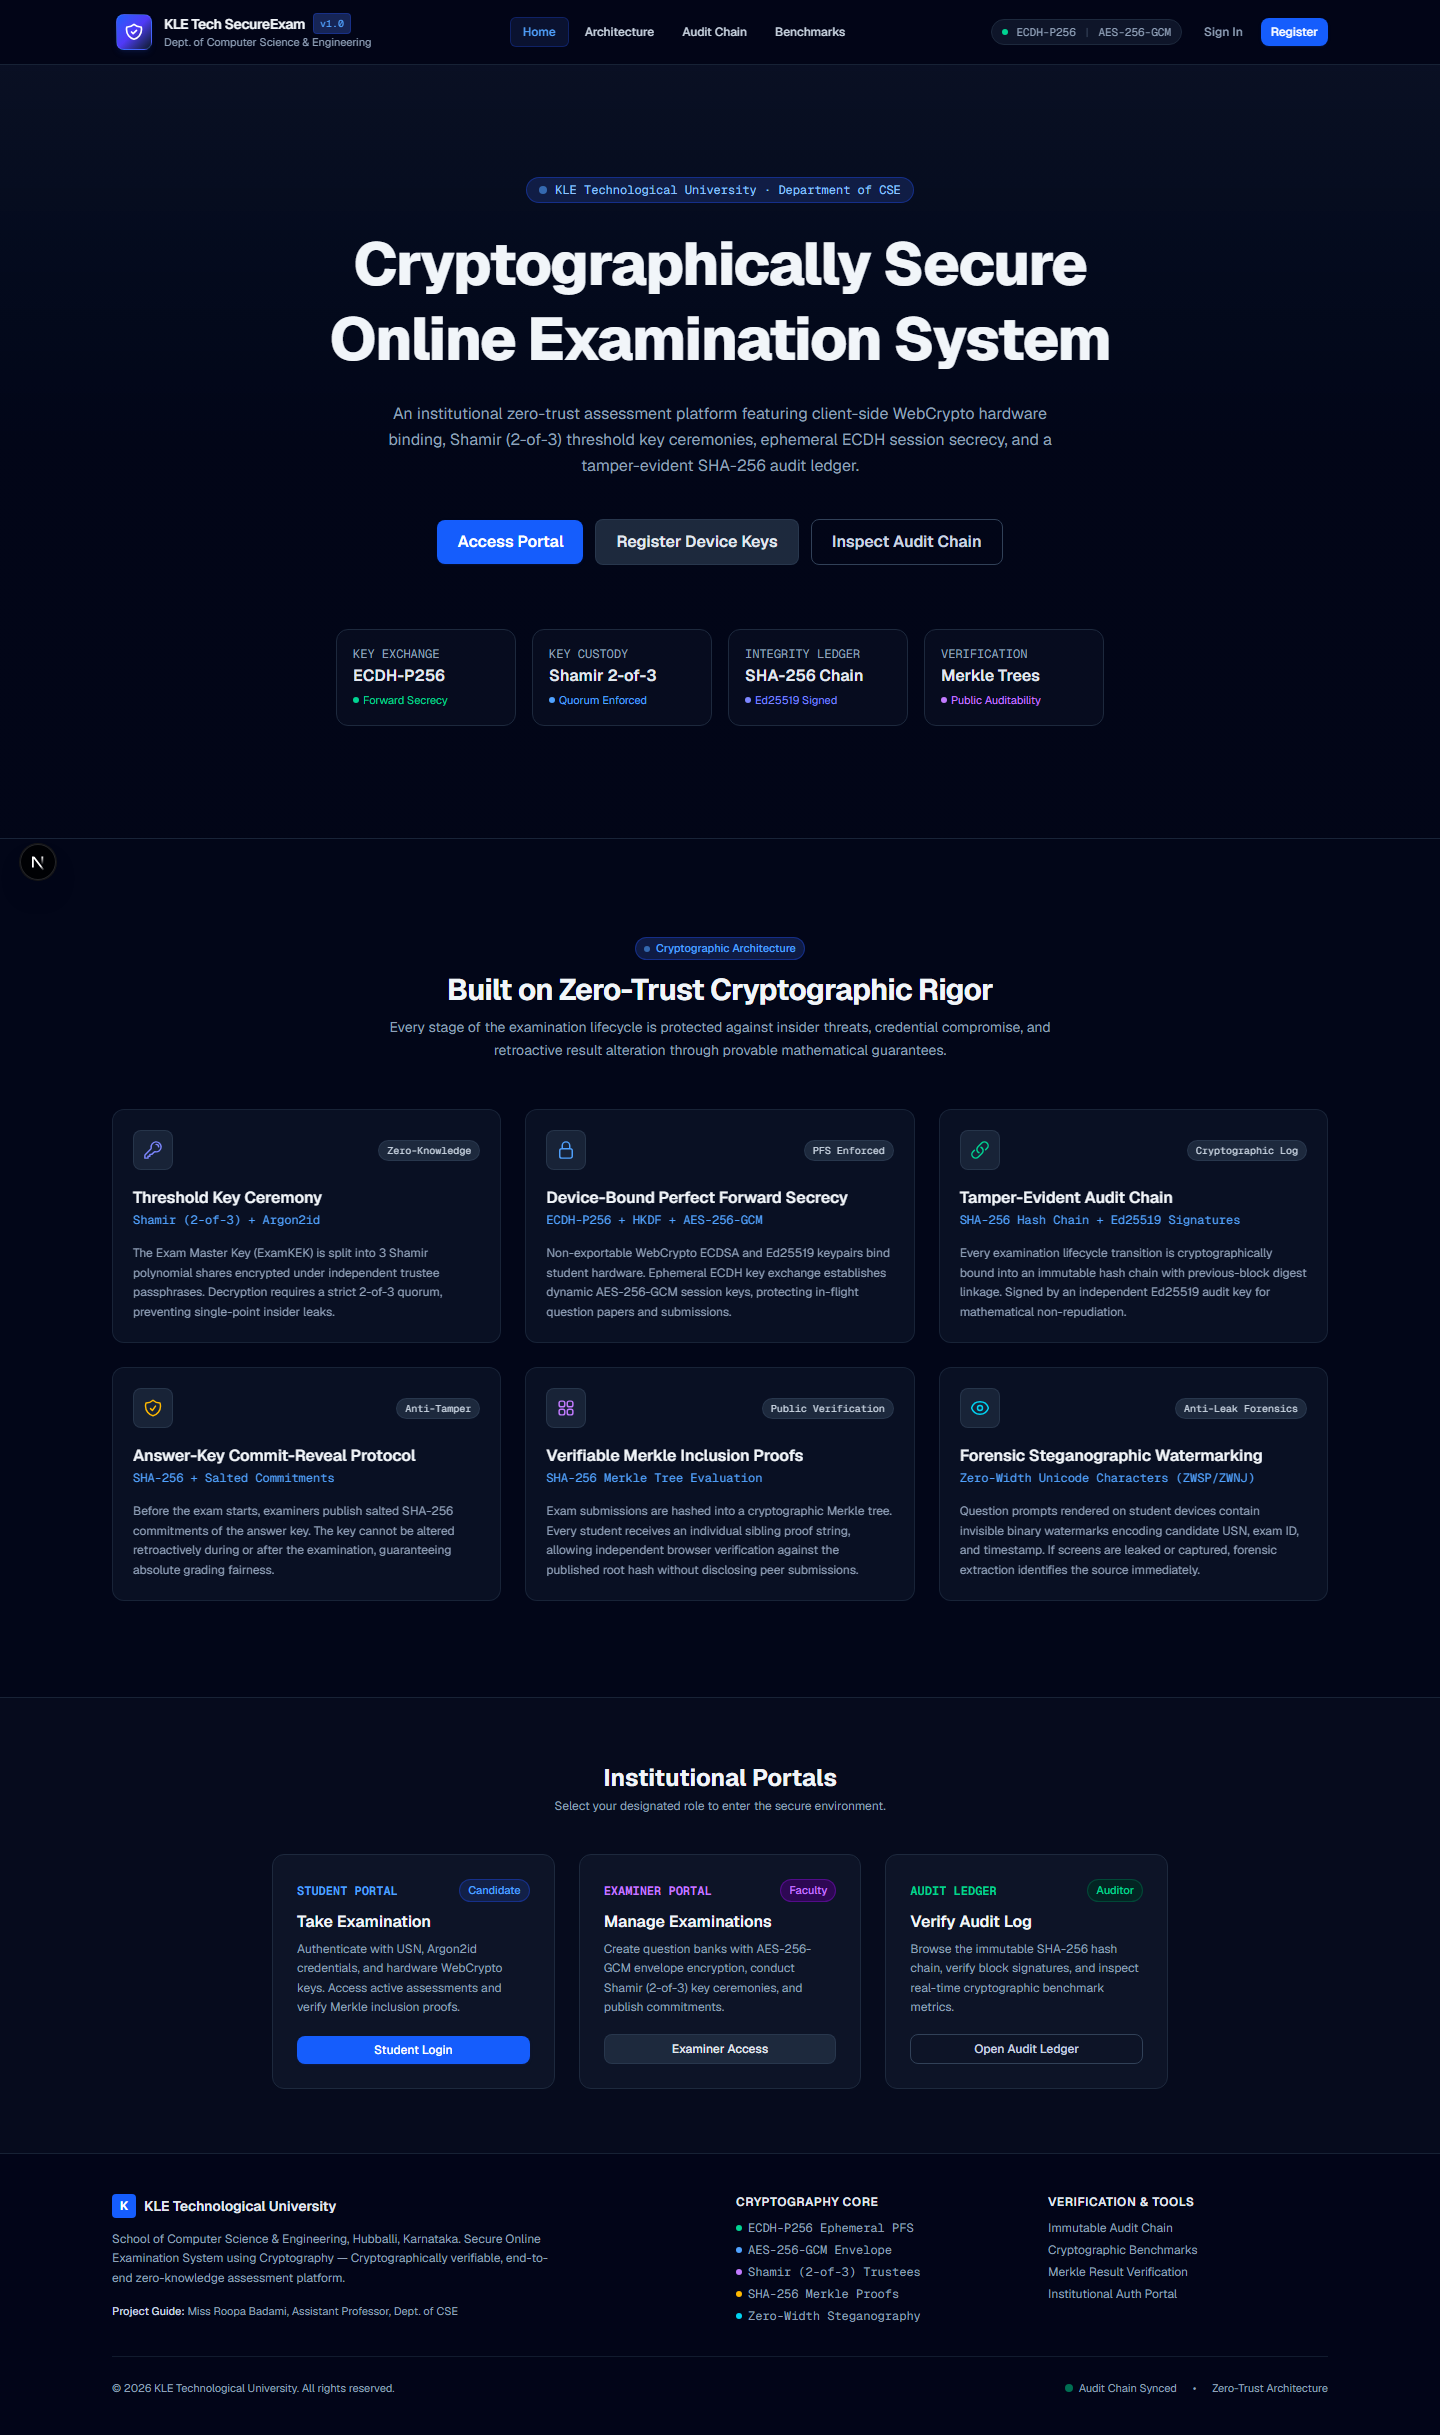 KLE Tech SecureExam v1.0
Dept. of Computer Science & Engineering
Home
Architecture
Audit Chain
Benchmarks
ECDH-P256 | AES-256-GCM
Sign In
Register
KLE Technological University · Department of CSE
Cryptographically Secure
Online Examination System
An institutional zero-trust assessment platform featuring client-side WebCrypto hardware
binding, Shamir (2-of-3) threshold key ceremonies, ephemeral ECDH session secrecy, and a
tamper-evident SHA-256 audit ledger.
Access Portal
Register Device Keys
Inspect Audit Chain
KEY EXCHANGE
ECDH-P256
Forward Secrecy
KEY CUSTODY
Shamir 2-of-3
Quorum Enforced
INTEGRITY LEDGER
SHA-256 Chain
Ed25519 Signed
VERIFICATION
Merkle Trees
Public Auditability
N
Cryptographic Architecture
Built on Zero-Trust Cryptographic Rigor
Every stage of the examination lifecycle is protected against insider threats, credential compromise, and
retroactive result alteration through provable mathematical guarantees.
Zero-Knowledge
Threshold Key Ceremony
Shamir (2-of-3) + Argon2id
The Exam Master Key (ExamKEK) is split into 3 Shamir
polynomial shares encrypted under independent trustee
passphrases. Decryption requires a strict 2-of-3 quorum,
preventing single-point insider leaks.
PFS Enforced
Device-Bound Perfect Forward Secrecy
ECDH-P256 + HKDF + AES-256-GCM
Non-exportable WebCrypto ECDSA and Ed25519 keypairs bind
student hardware. Ephemeral ECDH key exchange establishes
dynamic AES-256-GCM session keys, protecting in-flight
question papers and submissions.
Cryptographic Log
Tamper-Evident Audit Chain
SHA-256 Hash Chain + Ed25519 Signatures
Every examination lifecycle transition is cryptographically
bound into an immutable hash chain with previous-block digest
linkage. Signed by an independent Ed25519 audit key for
mathematical non-repudiation.
Anti-Tamper
Answer-Key Commit-Reveal Protocol
SHA-256 + Salted Commitments
Before the exam starts, examiners publish salted SHA-256
commitments of the answer key. The key cannot be altered
retroactively during or after the examination, guaranteeing
absolute grading fairness.
Public Verification
Verifiable Merkle Inclusion Proofs
SHA-256 Merkle Tree Evaluation
Exam submissions are hashed into a cryptographic Merkle tree.
Every student receives an individual sibling proof string,
allowing independent browser verification against the
published root hash without disclosing peer submissions.
Anti-Leak Forensics
Forensic Steganographic Watermarking
Zero-Width Unicode Characters (ZWSP/ZWNJ)
Question prompts rendered on student devices contain
invisible binary watermarks encoding candidate USN, exam ID,
and timestamp. If screens are leaked or captured, forensic
extraction identifies the source immediately.
Institutional Portals
Select your designated role to enter the secure environment.
STUDENT PORTAL
Candidate
Take Examination
Authenticate with USN, Argon2id
credentials, and hardware WebCrypto
keys. Access active assessments and
verify Merkle inclusion proofs.
Student Login
EXAMINER PORTAL
Faculty
Manage Examinations
Create question banks with AES-256-
GCM envelope encryption, conduct
Shamir (2-of-3) key ceremonies, and
publish commitments.
Examiner Access
AUDIT LEDGER
Auditor
Verify Audit Log
Browse the immutable SHA-256 hash
chain, verify block signatures, and inspect
real-time cryptographic benchmark
metrics.
Open Audit Ledger
K KLE Technological University
School of Computer Science & Engineering, Hubballi, Karnataka. Secure Online
Examination System using Cryptography — Cryptographically verifiable, end-to-
end zero-knowledge assessment platform.
Project Guide: Miss Roopa Badami, Assistant Professor, Dept. of CSE
CRYPTOGRAPHY CORE
ECDH-P256 Ephemeral PFS
AES-256-GCM Envelope
Shamir (2-of-3) Trustees
SHA-256 Merkle Proofs
Zero-Width Steganography
VERIFICATION & TOOLS
Immutable Audit Chain
Cryptographic Benchmarks
Merkle Result Verification
Institutional Auth Portal
© 2026 KLE Technological University. All rights reserved.
Audit Chain Synced • Zero-Trust Architecture